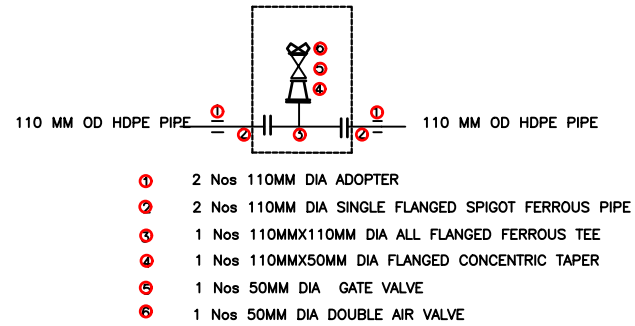 6
5
4
1
1
110 MM OD HDPE PIPE
2
3
2
110 MM OD HDPE PIPE
1 2 Nos 110MM DIA ADOPTER
2 2 Nos 110MM DIA SINGLE FLANGED SPIGOT FERROUS PIPE
3 1 Nos 110MMX110MM DIA ALL FLANGED FERROUS TEE
4 1 Nos 110MMX50MM DIA FLANGED CONCENTRIC TAPER
5 1 Nos 50MM DIA GATE VALVE
6 1 Nos 50MM DIA DOUBLE AIR VALVE